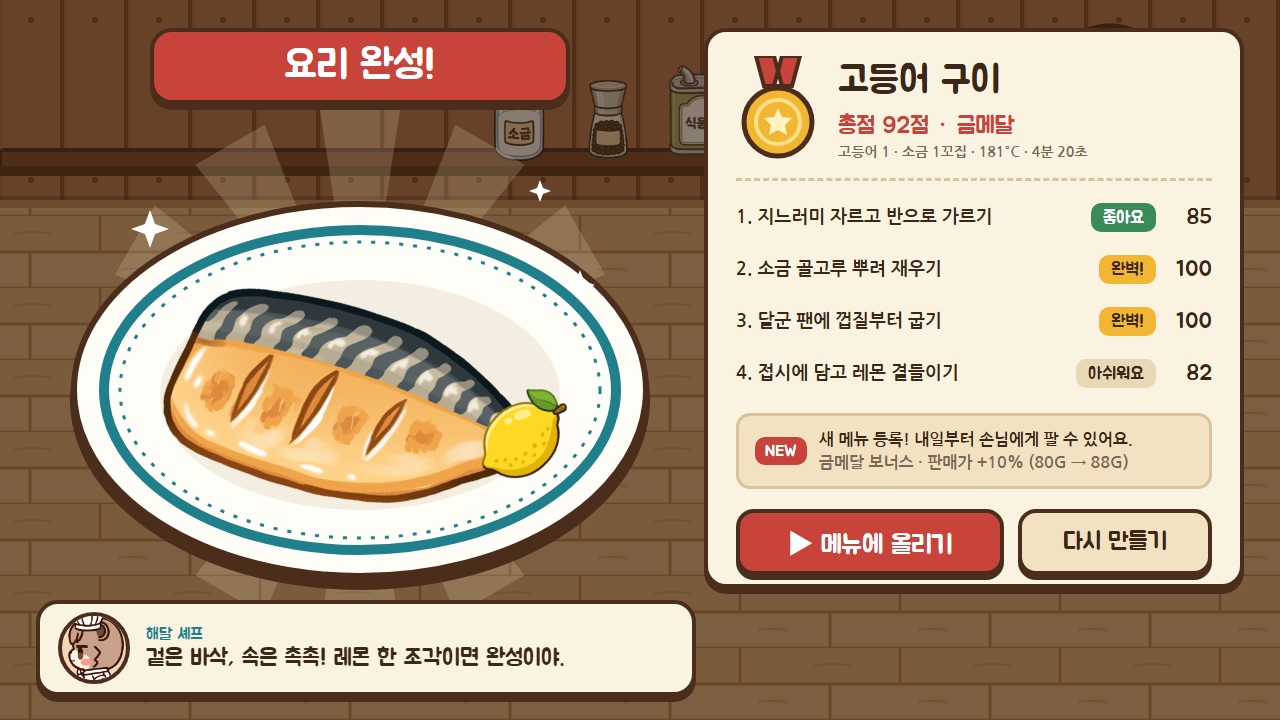 요리 완성!
소금
식용
고등어 구이
총점 92점 · 금메달
고등어 1 · 소금 1꼬집 · 181°C · 4분 20초
1. 지느러미 자르고 반으로 가르기 좋아요 85
2. 소금 골고루 뿌려 재우기 완벽! 100
3. 달군 팬에 껍질부터 굽기 완벽! 100
4. 접시에 담고 레몬 곁들이기 아쉬워요 82
NEW
새 메뉴 등록! 내일부터 손님에게 팔 수 있어요.
금메달 보너스 · 판매가 +10% (80G → 88G)
▶ 메뉴에 올리기
다시 만들기
해달 셰프
겉은 바삭, 속은 촉촉! 레몬 한 조각이면 완성이야.